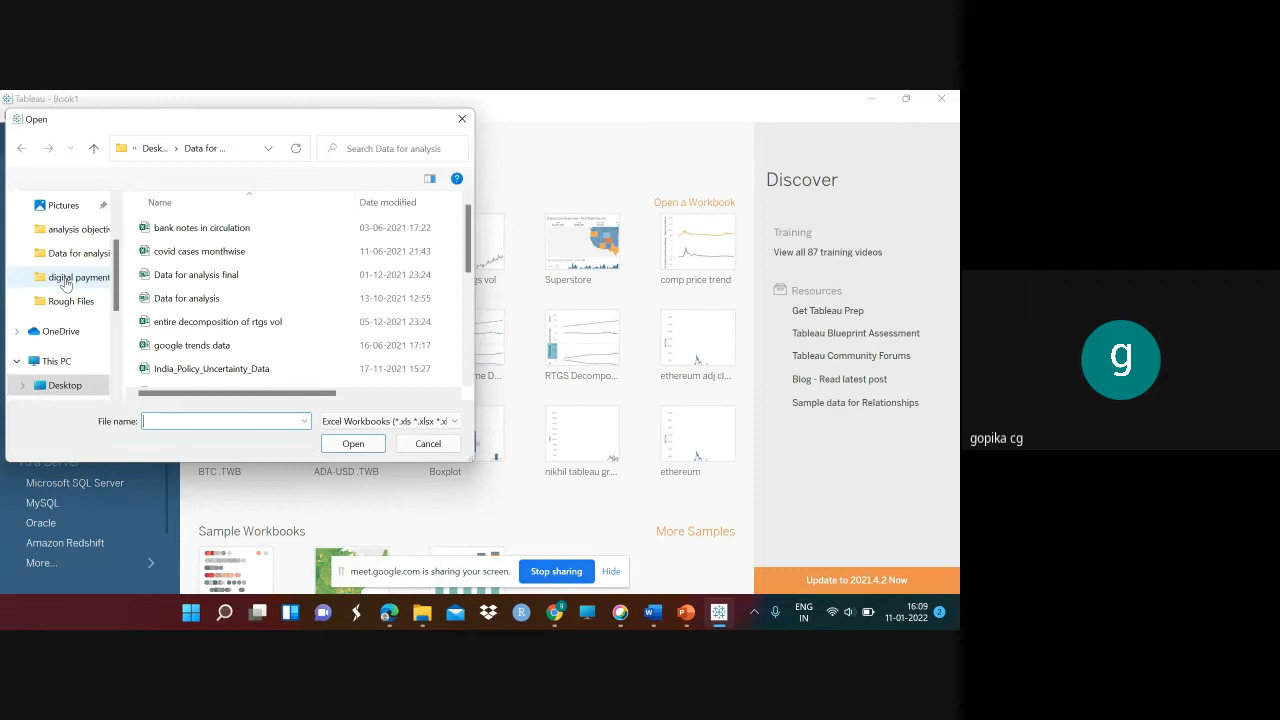 Tableau - Book1
Open
« Desk... > Data for ...
Search Data for analysis
Name
Date modified
Pictures
analysis objecti
Data for analysi
digital payment
Rough Files
OneDrive
This PC
Desktop
bank notes in circulation 03-06-2021 17:22
covid cases monthwise 11-06-2021 21:43
Data for analysis final 01-12-2021 23:24
Data for analysis 13-10-2021 12:55
entire decomposition of rtgs vol 05-12-2021 23:24
google trends data 16-06-2021 17:17
India_Policy_Uncertainty_Data 17-11-2021 15:27
File name:
Excel Workbooks (*.xls *.xlsx *.xl
Open
Cancel
Microsoft SQL Server
MySQL
Oracle
Amazon Redshift
More...
Open a Workbook
gs vol
Superstore
comp price trend
e D...
RTGS Decompo...
ethereum adj cl...
BTC .TWB
ADA-USD .TWB
Boxplot
nikhil tableau gr...
ethereum
Sample Workbooks
More Samples
meet.google.com is sharing your screen.
Stop sharing
Hide
Discover
Training
View all 87 training videos
Resources
Get Tableau Prep
Tableau Blueprint Assessment
Tableau Community Forums
Blog - Read latest post
Sample data for Relationships
Update to 2021.4.2 Now
ENG
IN
16:09
11-01-2022
2
g
gopika cg